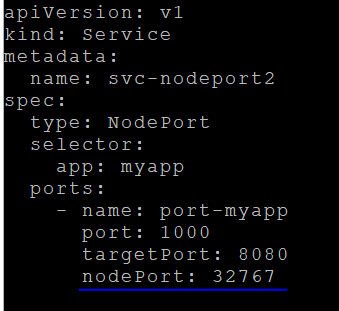 apiVersion: v1
kind: Service
metadata:
  name: svc-nodeport2
spec:
  type: NodePort
  selector:
    app: myapp
  ports:
    - name: port-myapp
      port: 1000
      targetPort: 8080
      nodePort: 32767